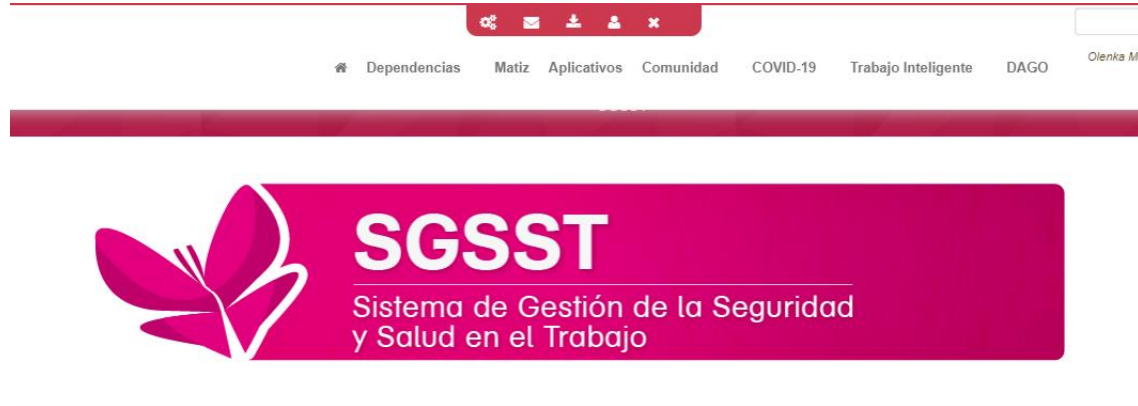 Dependencias Matiz Aplicativos Comunidad COVID-19 Trabajo Inteligente DAGO
Olenka M
SGSST
Sistema de Gestión de la Seguridad
y Salud en el Trabajo